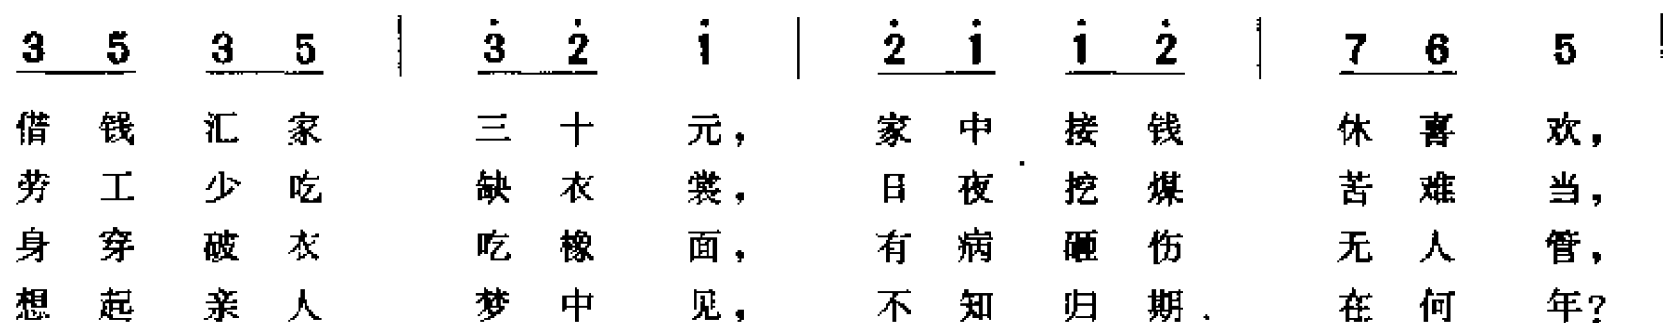 3 5 3 5 | 3̇ 2̇ 1̇ | 2̇ 1̇ 1̇ 2̇ | 7 6 5 |
借钱汇家 三十元，家中接钱 休喜欢，
劳工少吃 缺衣裳，日夜挖煤 苦难当，
身穿破衣 吃橡面，有病砸伤 无人管，
想起亲人 梦中见，不知归期．在何年？